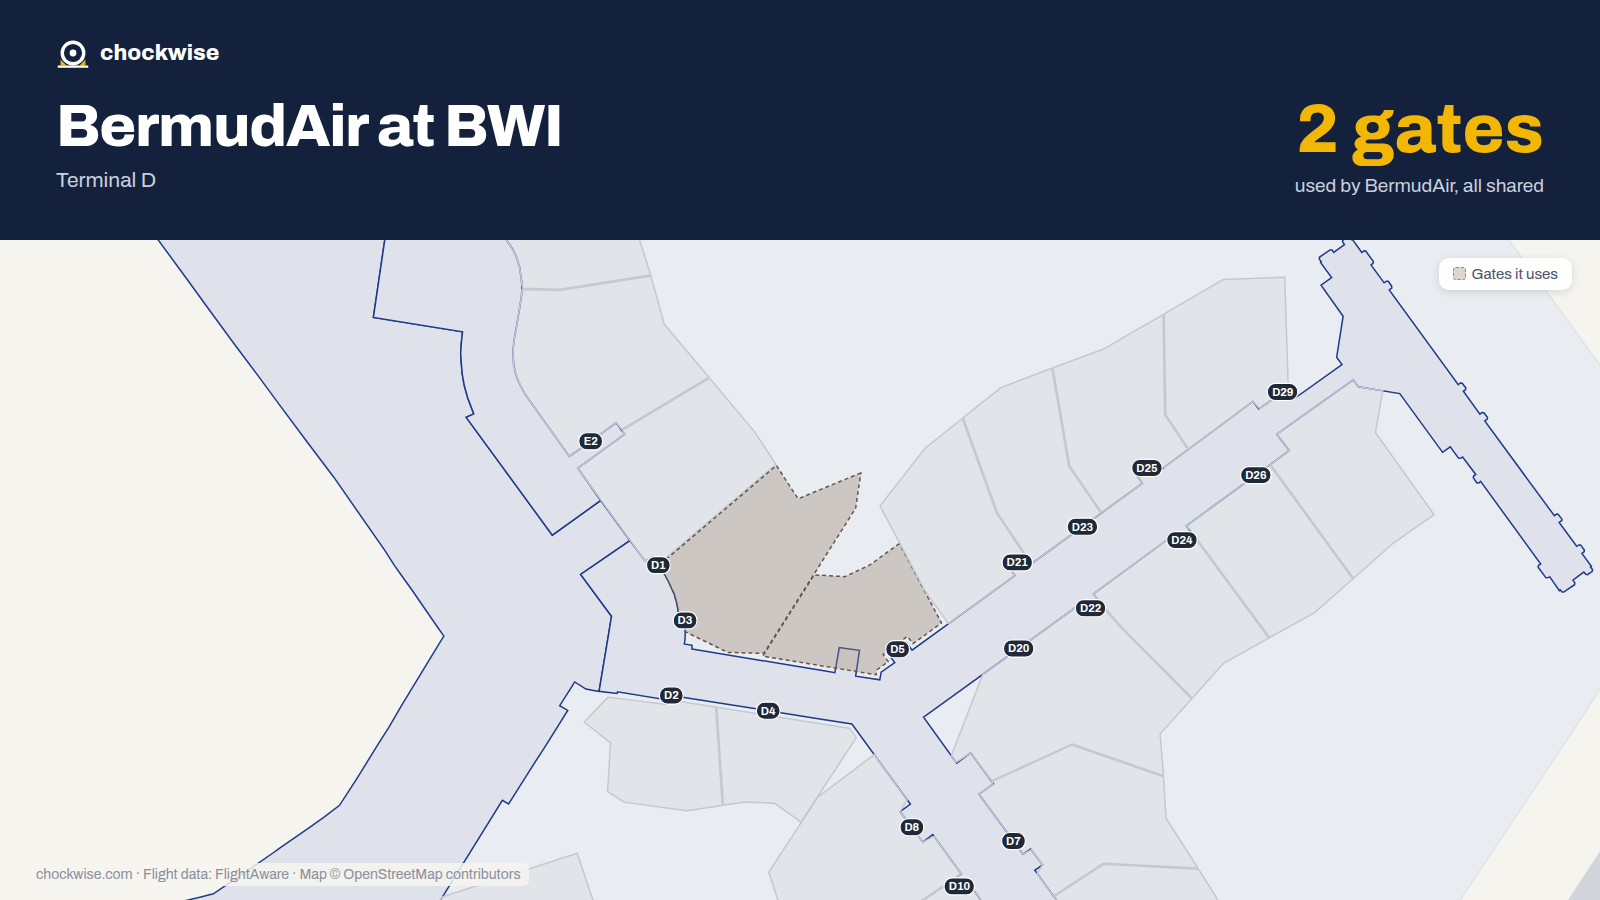 chockwise
BermudAir at BWI
Terminal D
2 gates
used by BermudAir, all shared
Gates it uses
D29
E2
D25
D26
D23
D24
D21
D1
D22
D3
D20
D5
D2
D4
D8
D7
D10
chockwise.com · Flight data: FlightAware · Map © OpenStreetMap contributors